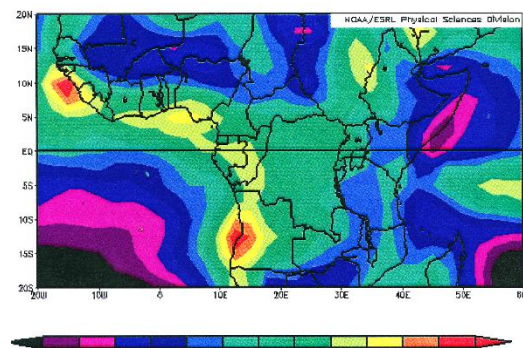 NOAA/ESRL Physical Sciences Division
20N
15N
10N
5N
EQ
5S
10S
15S
20S
20W 10W 0 10E 20E 30E 40E 50E 60E